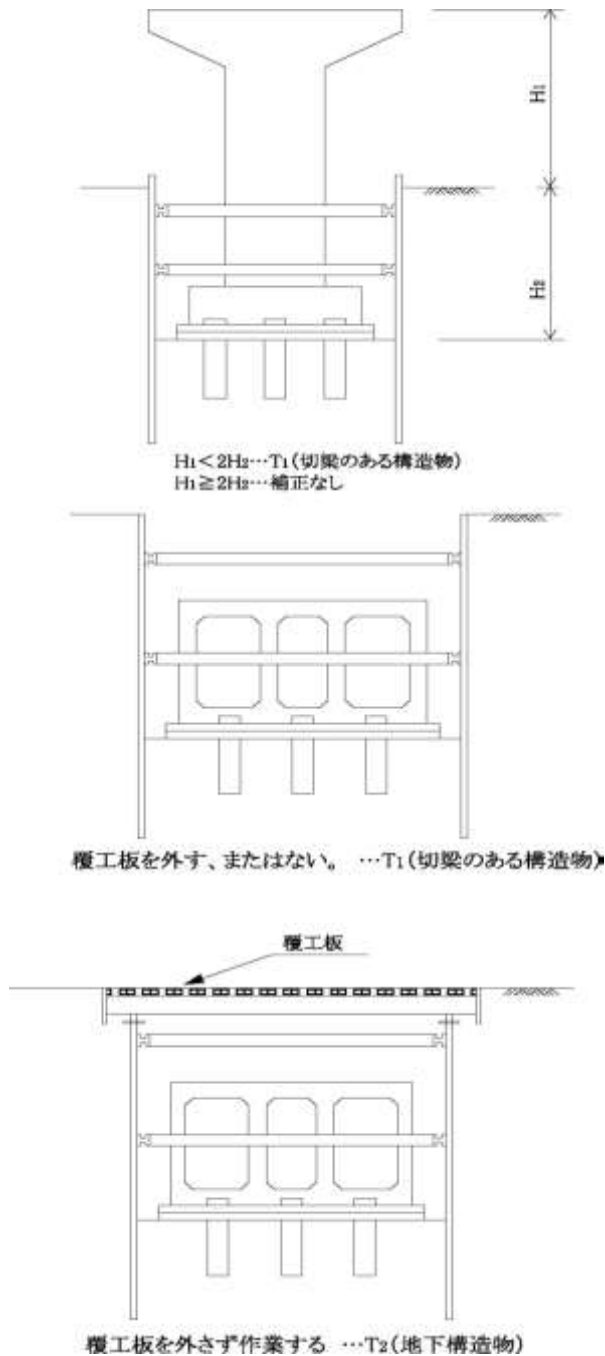 H₁
H₂
H₁<2H₂…T₁(切梁のある構造物)
H₁≧2H₂…補正なし
覆工板を外す、またはない。 …T₁(切梁のある構造物)
覆工板
覆工板を外さず作業する …T₂(地下構造物)